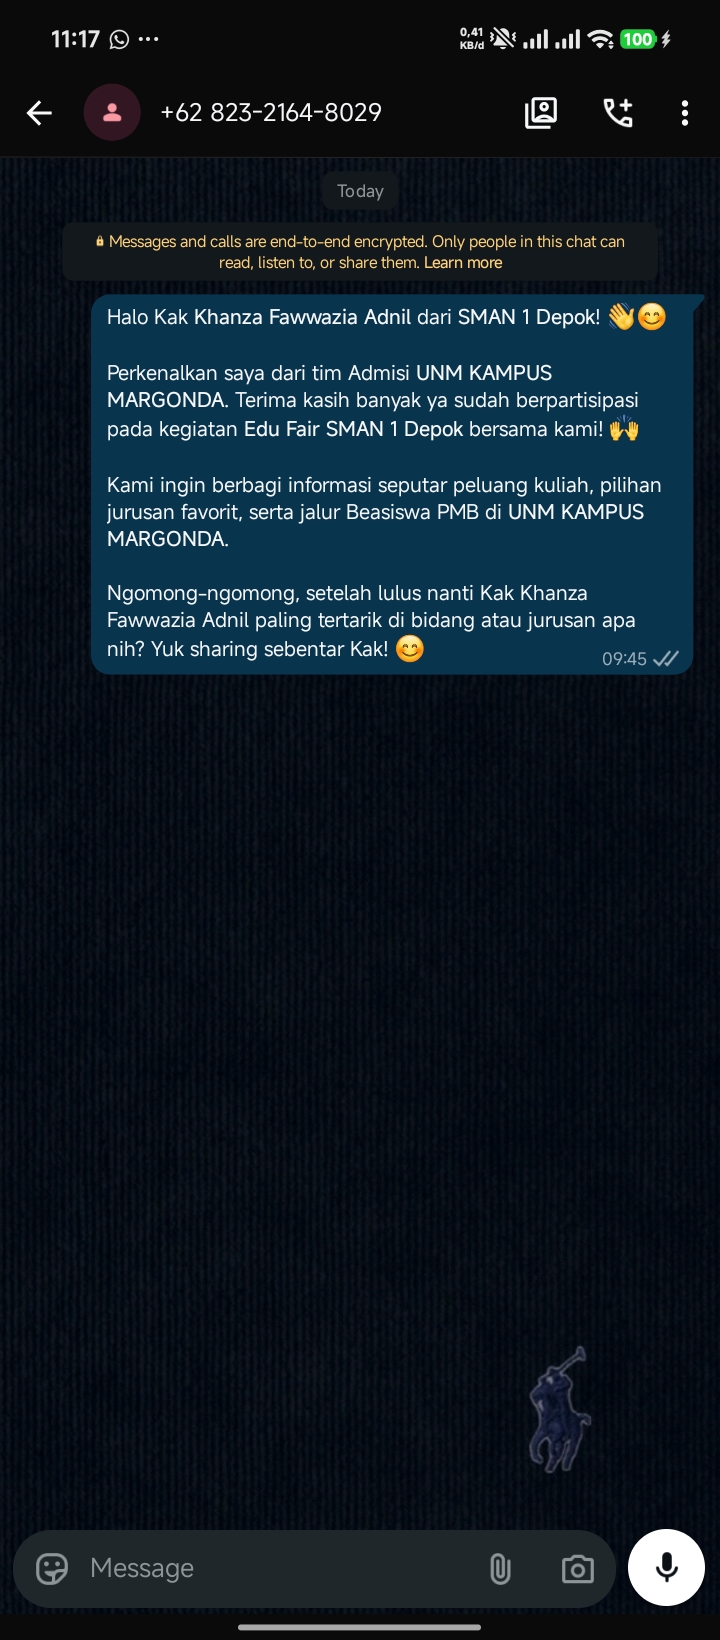 11:17
0,41
KB/d
100
+62 823-2164-8029
Today
Messages and calls are end-to-end encrypted. Only people in this chat can
read, listen to, or share them. Learn more
Halo Kak Khanza Fawwazia Adnil dari SMAN 1 Depok! 👋😊
Perkenalkan saya dari tim Admisi UNM KAMPUS
MARGONDA. Terima kasih banyak ya sudah berpartisipasi
pada kegiatan Edu Fair SMAN 1 Depok bersama kami! 🙌
Kami ingin berbagi informasi seputar peluang kuliah, pilihan
jurusan favorit, serta jalur Beasiswa PMB di UNM KAMPUS
MARGONDA.
Ngomong-ngomong, setelah lulus nanti Kak Khanza
Fawwazia Adnil paling tertarik di bidang atau jurusan apa
nih? Yuk sharing sebentar Kak! 😊
09:45
Message